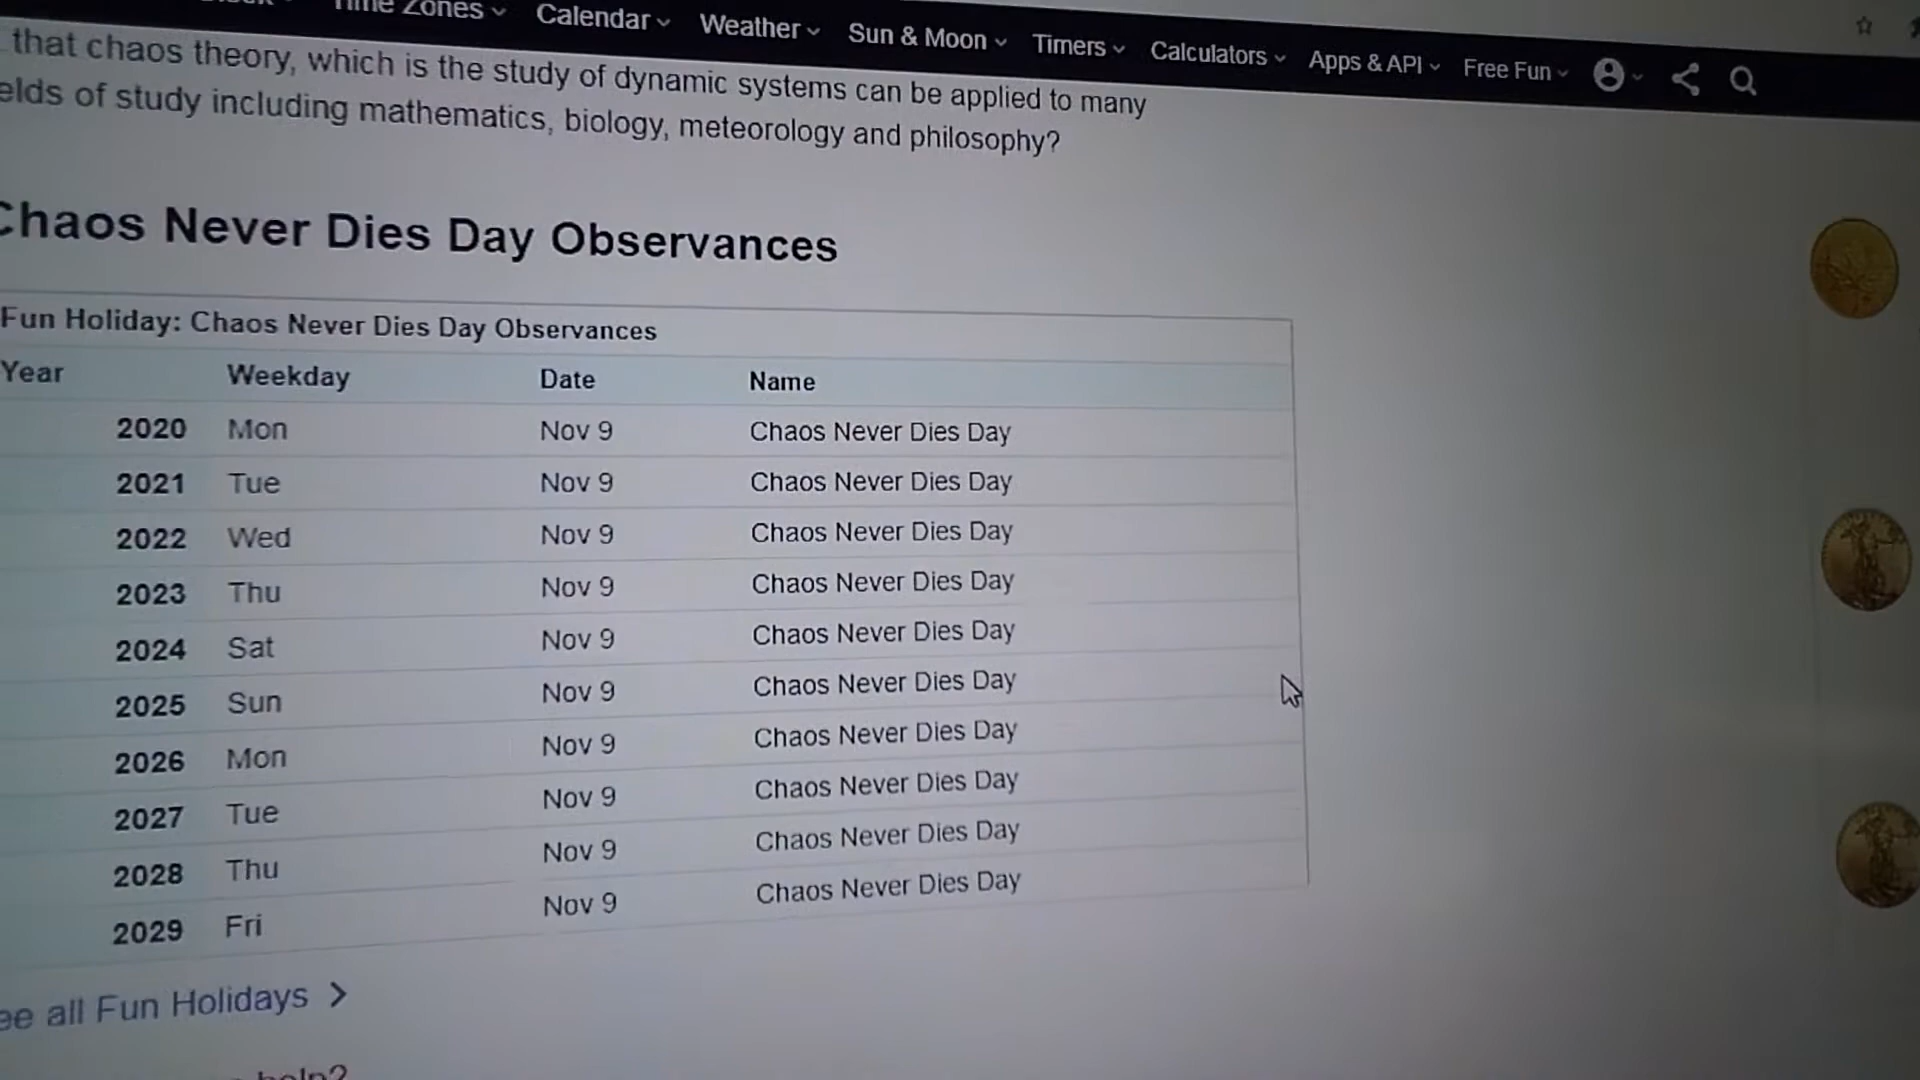 Time Zones Calendar Weather Sun & Moon Timers Calculators Apps & API Free Fun
that chaos theory, which is the study of dynamic systems can be applied to many
elds of study including mathematics, biology, meteorology and philosophy?
Chaos Never Dies Day Observances
Fun Holiday: Chaos Never Dies Day Observances
Year Weekday Date Name
2020 Mon Nov 9 Chaos Never Dies Day
2021 Tue Nov 9 Chaos Never Dies Day
2022 Wed Nov 9 Chaos Never Dies Day
2023 Thu Nov 9 Chaos Never Dies Day
2024 Sat Nov 9 Chaos Never Dies Day
2025 Sun Nov 9 Chaos Never Dies Day
2026 Mon Nov 9 Chaos Never Dies Day
2027 Tue Nov 9 Chaos Never Dies Day
2028 Thu Nov 9 Chaos Never Dies Day
2029 Fri Nov 9 Chaos Never Dies Day
ee all Fun Holidays
help?